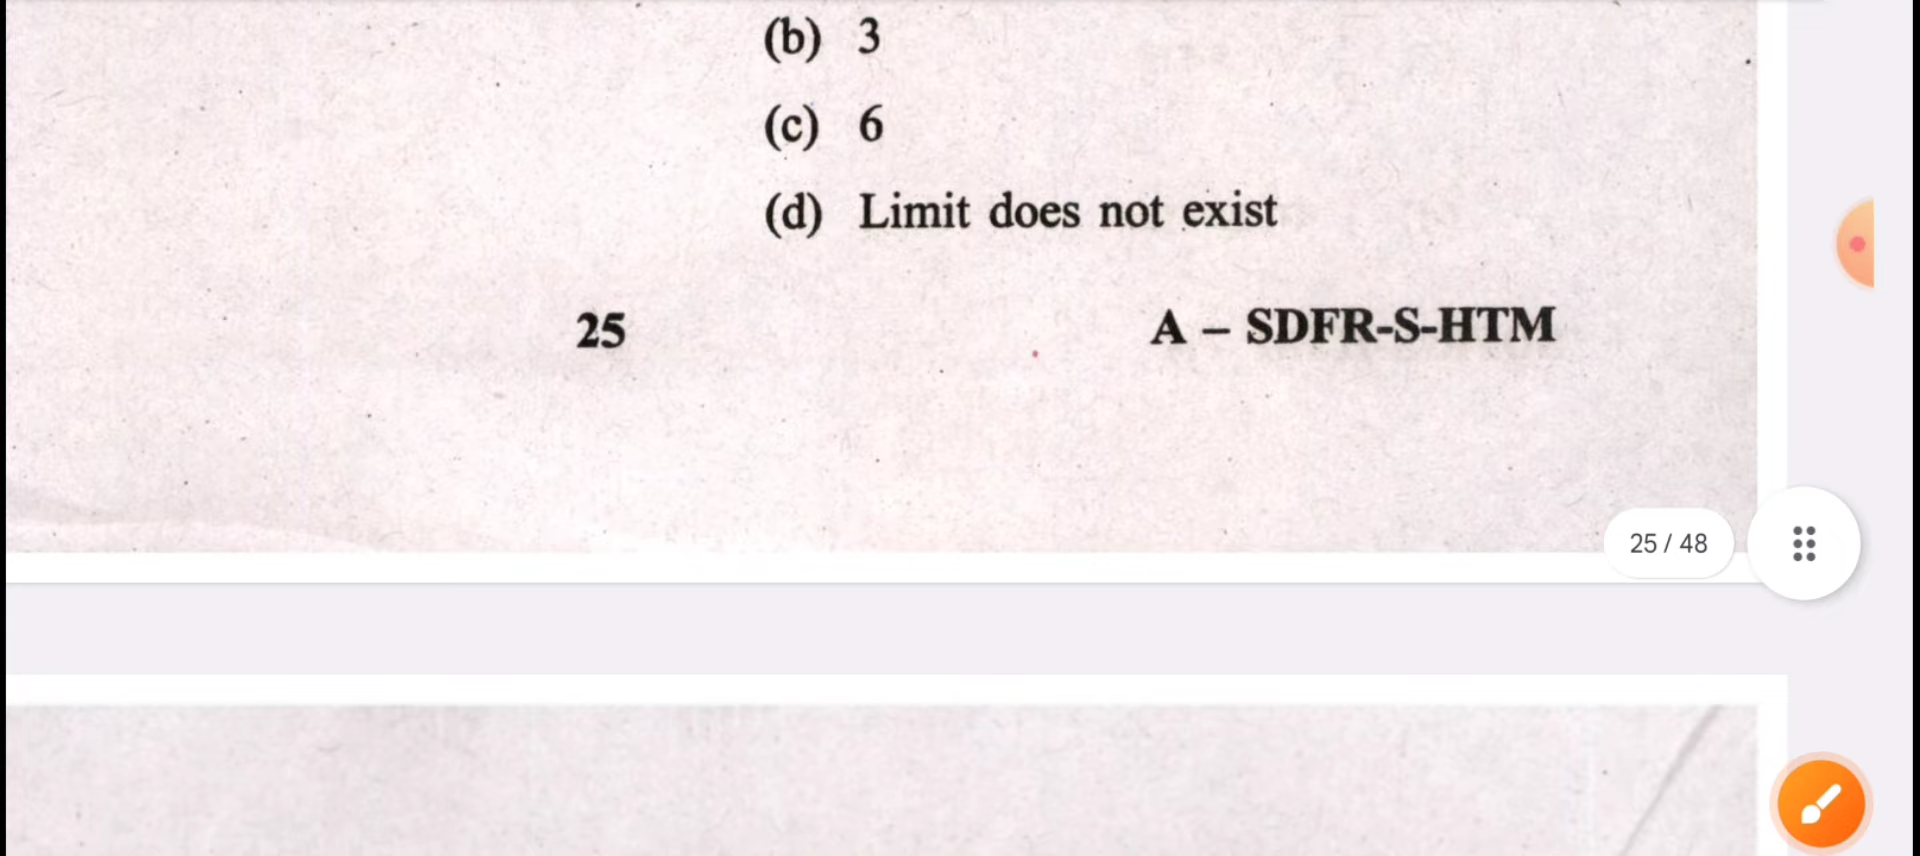 (b) 3
(c) 6
(d) Limit does not exist
25 A – SDFR-S-HTM
25 / 48